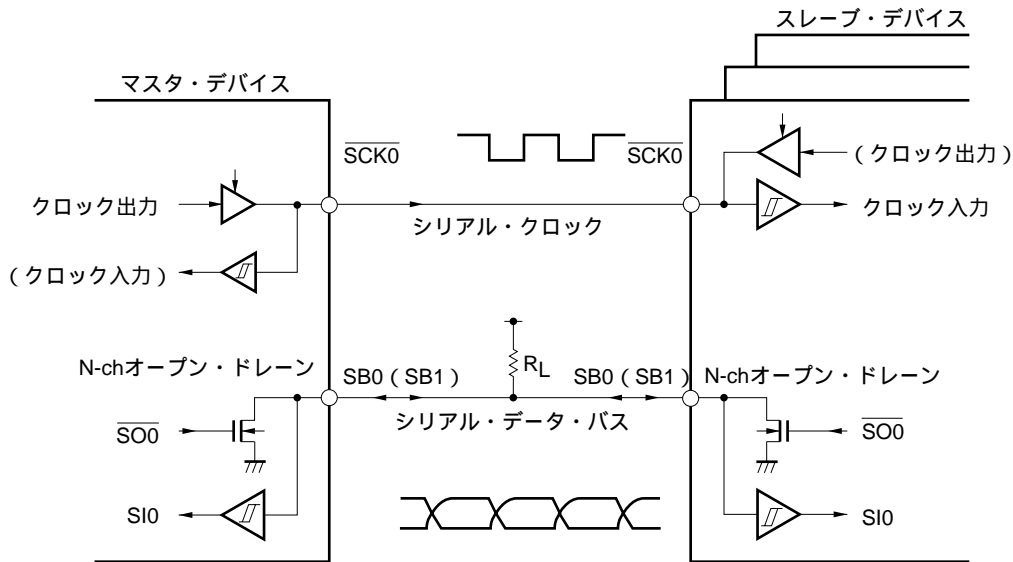 スレーブ・デバイス
マスタ・デバイス
SCK0
SCK0
(クロック出力)
クロック出力
シリアル・クロック
クロック入力
(クロック入力)
N-chオープン・ドレーン
SB0(SB1)
RL
SB0(SB1)
N-chオープン・ドレーン
シリアル・データ・バス
SO0
SO0
SI0
SI0